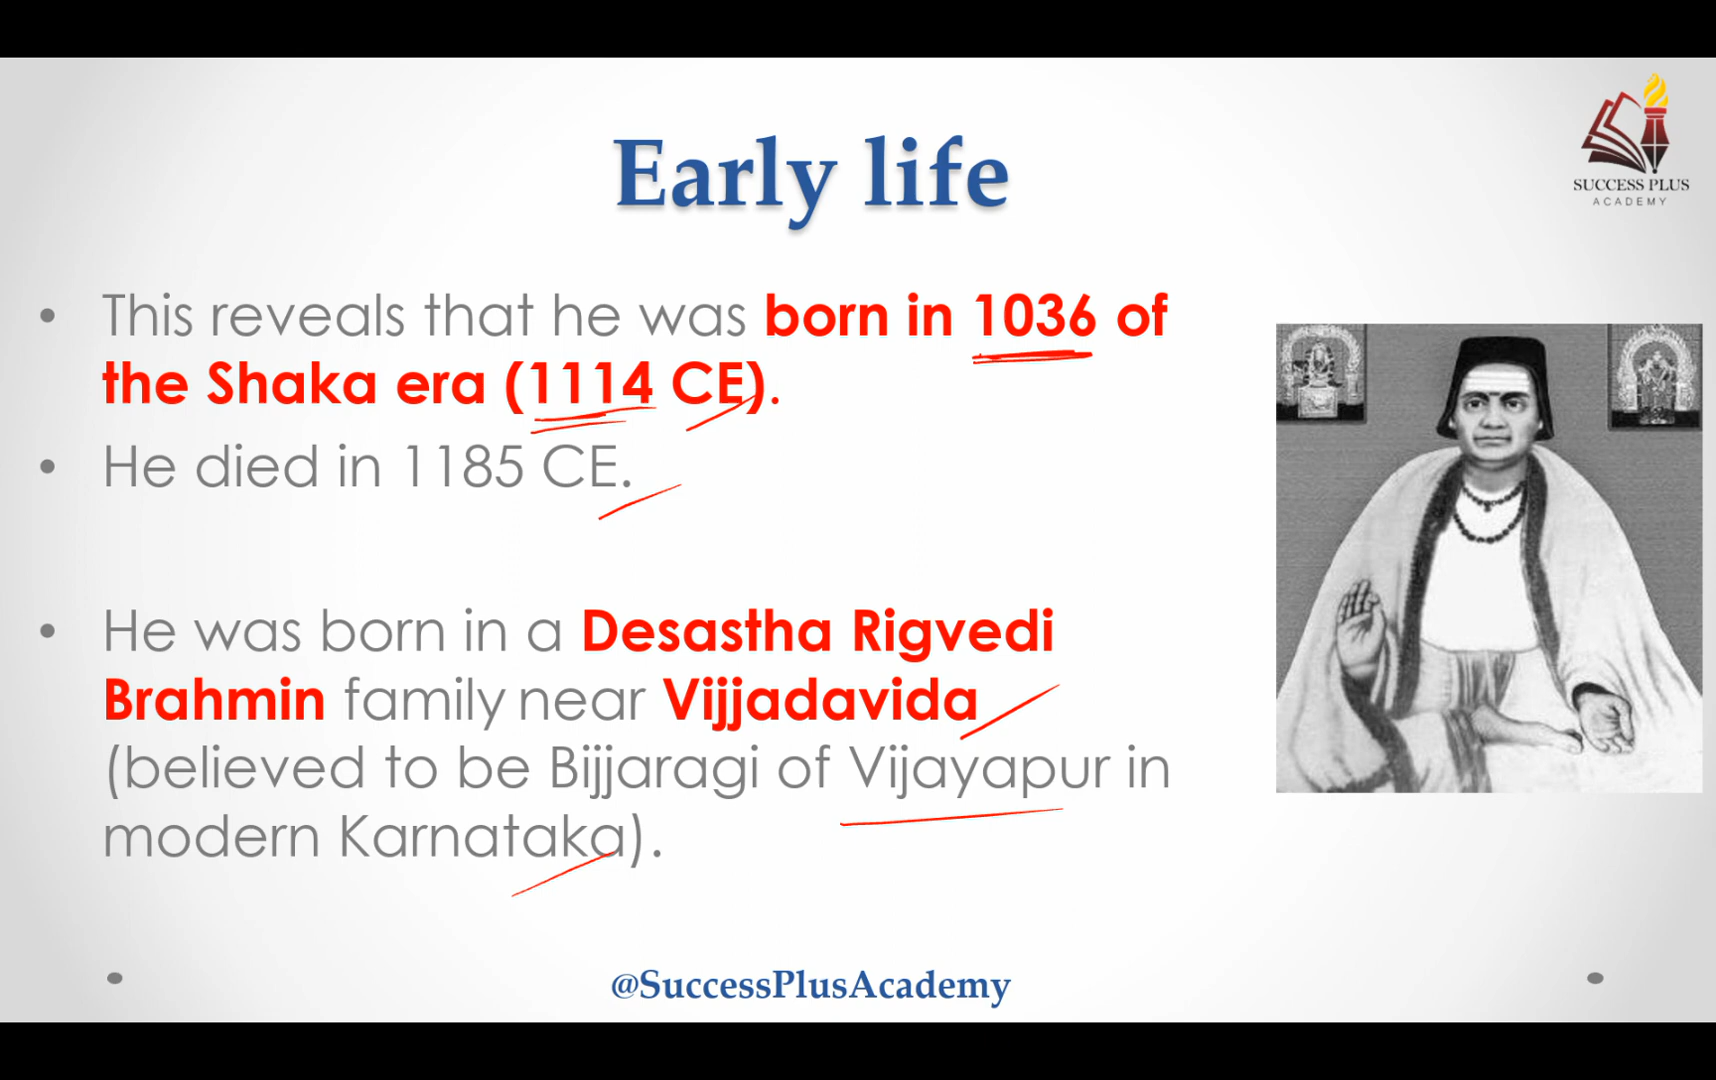 SUCCESS PLUS
ACADEMY
Early life
• This reveals that he was born in 1036 of
the Shaka era (1114 CE).
• He died in 1185 CE.
• He was born in a Desastha Rigvedi
Brahmin family near Vijjadavida
(believed to be Bijjaragi of Vijayapur in
modern Karnataka).
@SuccessPlusAcademy